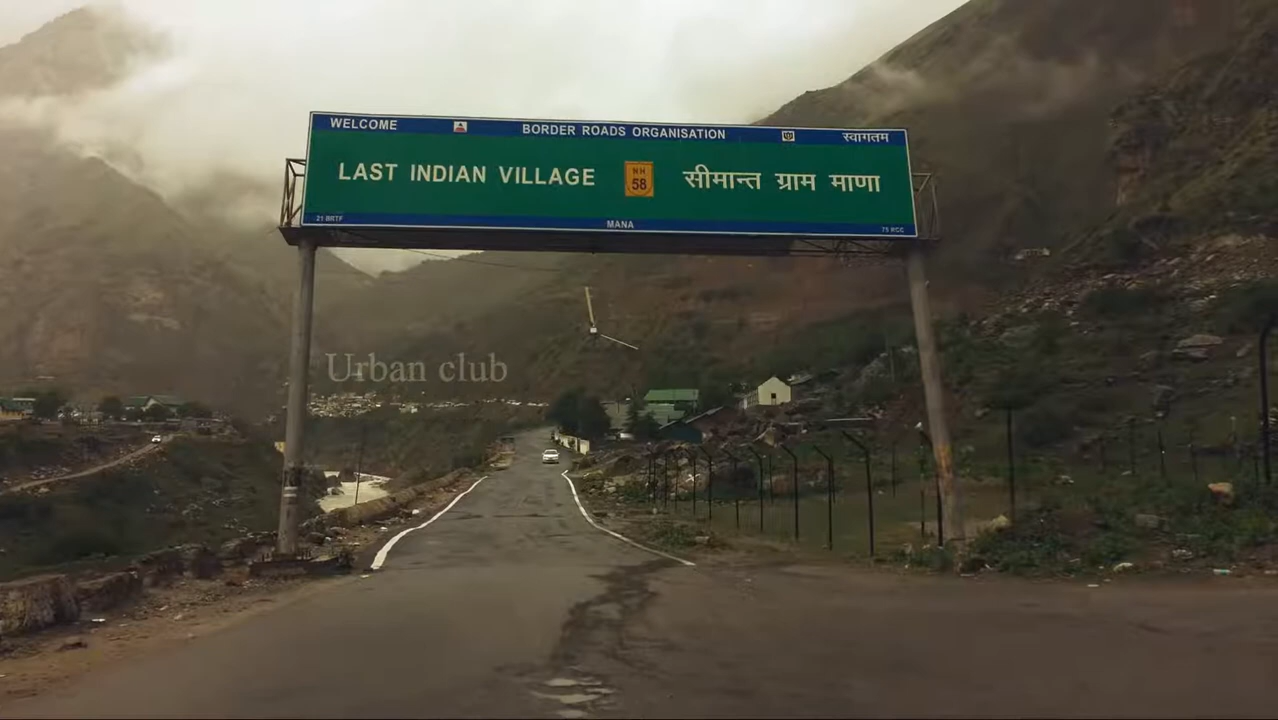 WELCOME BORDER ROADS ORGANISATION स्वागतम
LAST INDIAN VILLAGE NH 58 सीमान्त ग्राम माणा
21 BRTF MANA 75 RCC
Urban club